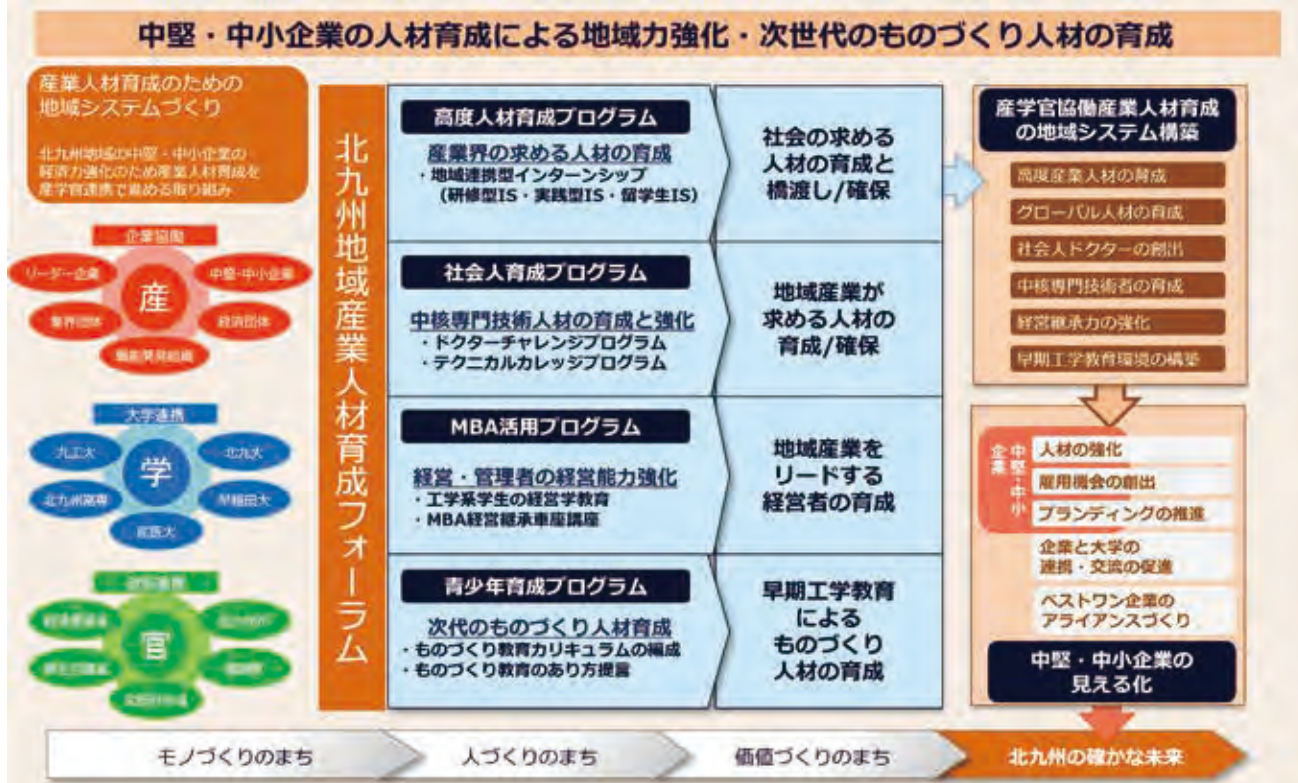 中堅・中小企業の人材育成による地域力強化・次世代のものづくり人材の育成
産業人材育成のための
地域システムづくり
北九州地域の中堅・中小企業の
経済力強化のため産業人材育成を
産学官連携で進める取り組み
企業協働
産
リーダー企業
中堅・中小企業
業界団体
経済団体
職能開発組織
大学連携
学
九工大
北九大
北九州高専
早稲田大
産医大
官
北九州地域産業人材育成フォーラム
高度人材育成プログラム
産業界の求める人材の育成
・地域連携型インターンシップ
（研修型IS・実践型IS・留学生IS）
社会の求める
人材の育成と
橋渡し/確保
社会人育成プログラム
中核専門技術人材の育成と強化
・ドクターチャレンジプログラム
・テクニカルカレッジプログラム
地域産業が
求める人材の
育成/確保
MBA活用プログラム
経営・管理者の経営能力強化
・工学系学生の経営学教育
・MBA経営継承車座講座
地域産業を
リードする
経営者の育成
青少年育成プログラム
次代のものづくり人材育成
・ものづくり教育カリキュラムの編成
・ものづくり教育のあり方提言
早期工学教育
による
ものづくり
人材の育成
産学官協働産業人材育成
の地域システム構築
高度産業人材の育成
グローバル人材の育成
社会人ドクターの創出
中核専門技術者の育成
経営継承力の強化
早期工学教育環境の構築
中堅・中小
企業
人材の強化
雇用機会の創出
ブランディングの推進
企業と大学の
連携・交流の促進
ベストワン企業の
アライアンスづくり
中堅・中小企業の
見える化
モノづくりのまち
人づくりのまち
価値づくりのまち
北九州の確かな未来